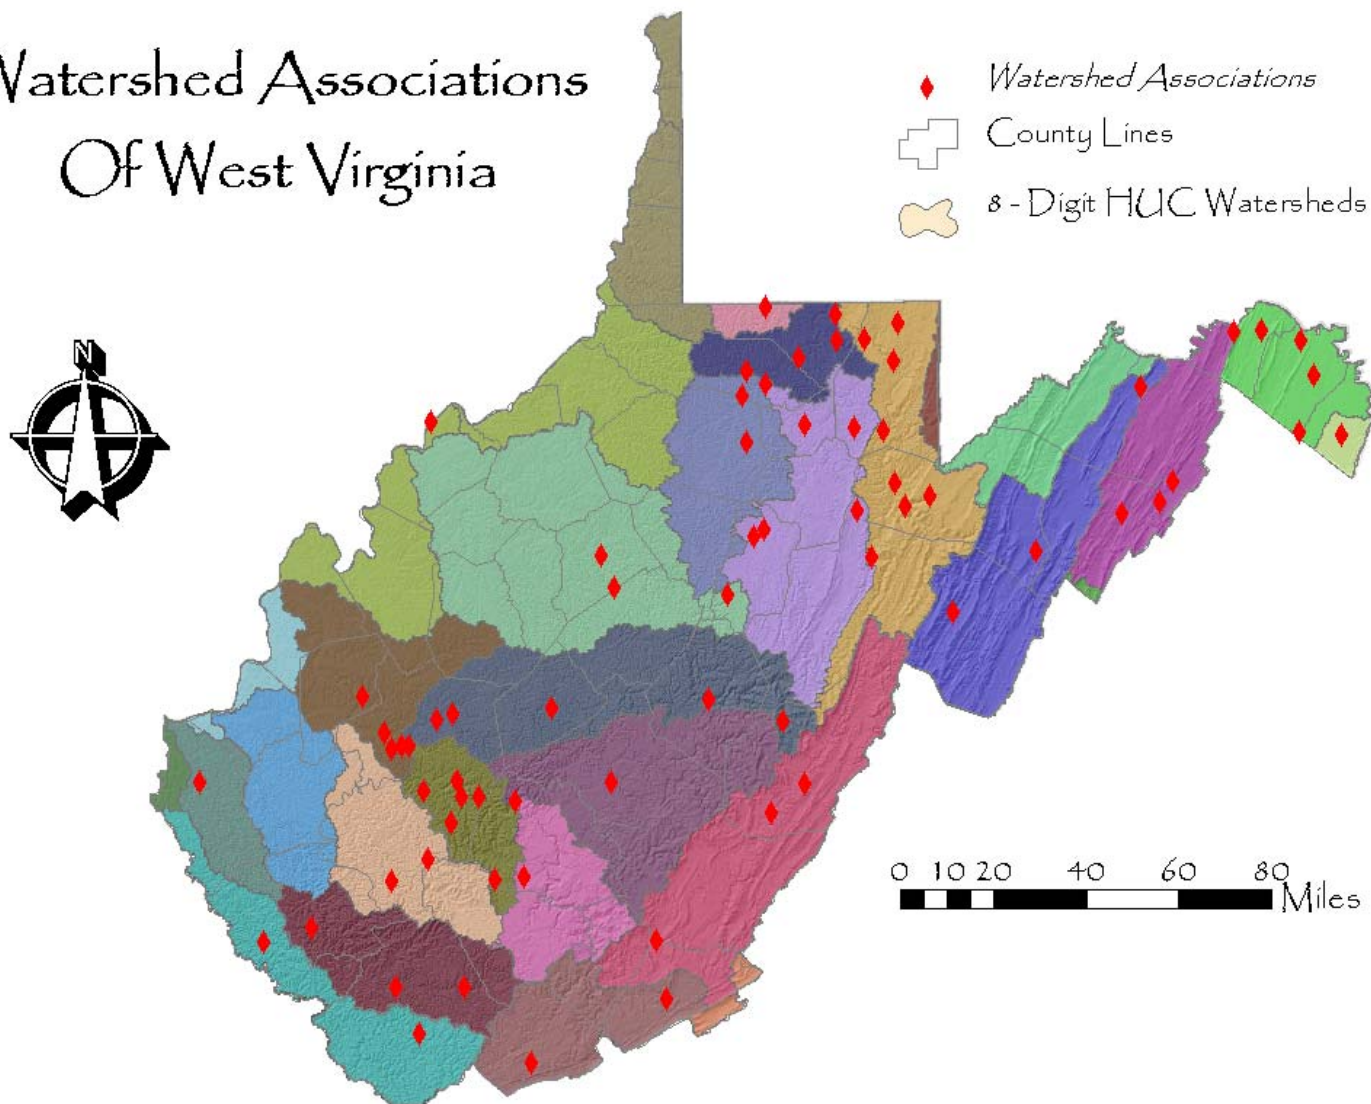 Watershed Associations
Of West Virginia
Watershed Associations
County Lines
8 - Digit HUC Watersheds
N
0 10 20 40 60 80
Miles